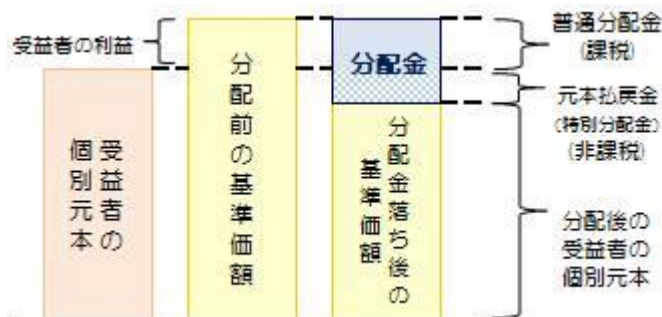 受益者の利益
受益者の
個別元本
分配前の基準価額
分配金
分配金落ち後の
基準価額
普通分配金
(課税)
元本払戻金
(特別分配金)
(非課税)
分配後の
受益者の
個別元本